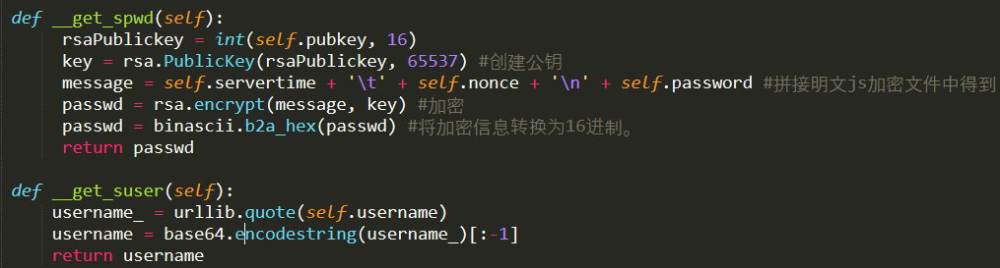 def __get_spwd(self):
rsaPublickey = int(self.pubkey, 16)
key = rsa.PublicKey(rsaPublickey, 65537) #创建公钥
message = self.servertime + '\t' + self.nonce + '\n' + self.password #拼接明文js加密文件中得到
passwd = rsa.encrypt(message, key) #加密
passwd = binascii.b2a_hex(passwd) #将加密信息转换为16进制。
return passwd
def __get_suser(self):
username_ = urllib.quote(self.username)
username = base64.encodestring(username_)[:-1]
return username